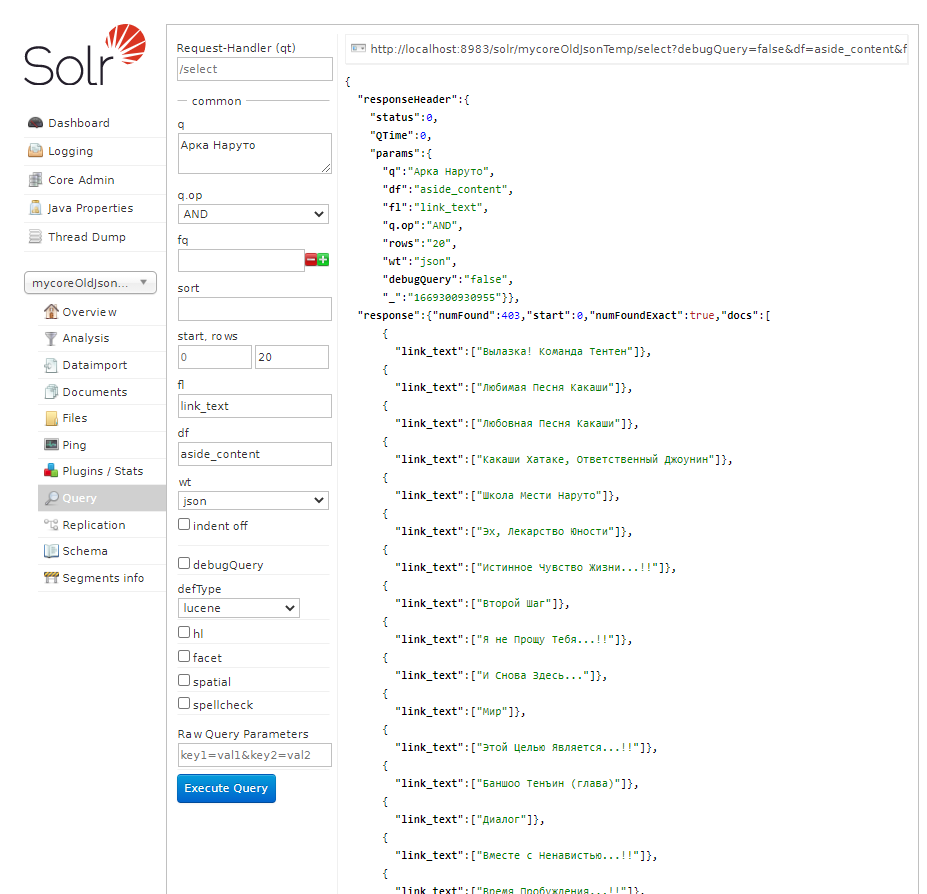 Solr
Dashboard
Logging
Core Admin
Java Properties
Thread Dump
mycoreOldJson...
Overview
Analysis
Dataimport
Documents
Files
Ping
Plugins / Stats
Query
Replication
Schema
Segments info
Request-Handler (qt)
/select
common
q
Арка Наруто
q.op
AND
fq
sort
start, rows
0 20
fl
link_text
df
aside_content
wt
json
indent off
debugQuery
defType
lucene
hl
facet
spatial
spellcheck
Raw Query Parameters
key1=val1&key2=val2
Execute Query
http://localhost:8983/solr/mycoreOldJsonTemp/select?debugQuery=false&df=aside_content&f
{
"responseHeader":{
"status":0,
"QTime":0,
"params":{
"q":"Арка Наруто",
"df":"aside_content",
"fl":"link_text",
"q.op":"AND",
"rows":"20",
"wt":"json",
"debugQuery":"false",
"_":"1669300930955"}},
"response":{"numFound":403,"start":0,"numFoundExact":true,"docs":[
{
"link_text":["Вылазка! Команда Тентен"]},
{
"link_text":["Любимая Песня Какаши"]},
{
"link_text":["Любовная Песня Какаши"]},
{
"link_text":["Какаши Хатаке, Ответственный Джоунин"]},
{
"link_text":["Школа Мести Наруто"]},
{
"link_text":["Эх, Лекарство Юности"]},
{
"link_text":["Истинное Чувство Жизни...!!"]},
{
"link_text":["Второй Шаг"]},
{
"link_text":["Я не Прощу Тебя...!!"]},
{
"link_text":["И Снова Здесь..."]},
{
"link_text":["Мир"]},
{
"link_text":["Этой Целью Является...!!"]},
{
"link_text":["Баншоо Тенъин (глава)"]},
{
"link_text":["Диалог"]},
{
"link_text":["Вместе с Ненавистью...!!"]},
{
"link_text":["Время Пробуждения...!!"]},